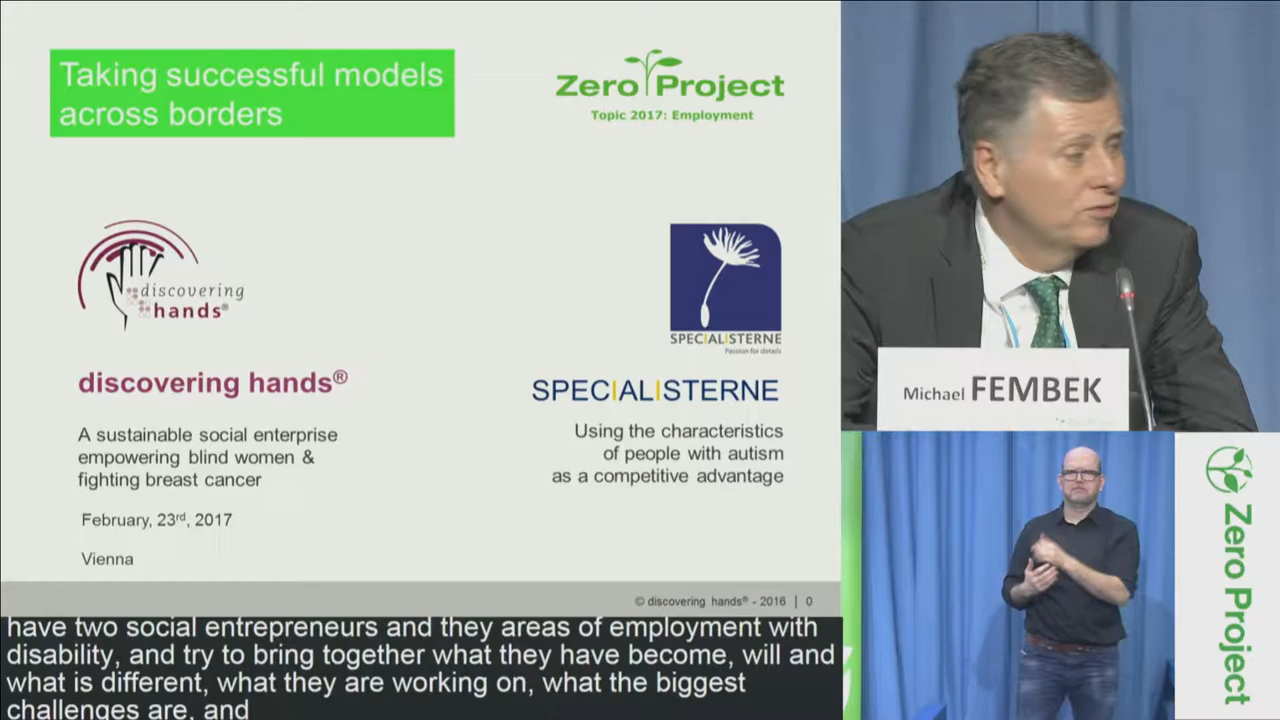 Taking successful models
across borders
Zero Project
Topic 2017: Employment
discovering
hands®
SPECIALISTERNE
Passion for details
discovering hands®
A sustainable social enterprise
empowering blind women &
fighting breast cancer
February, 23rd, 2017
Vienna
SPECIALISTERNE
Using the characteristics
of people with autism
as a competitive advantage
© discovering hands® - 2016 | 0
have two social entrepreneurs and they areas of employment with
disability, and try to bring together what they have become, will and
what is different, what they are working on, what the biggest
challenges are, and
Michael FEMBEK
Zero Project